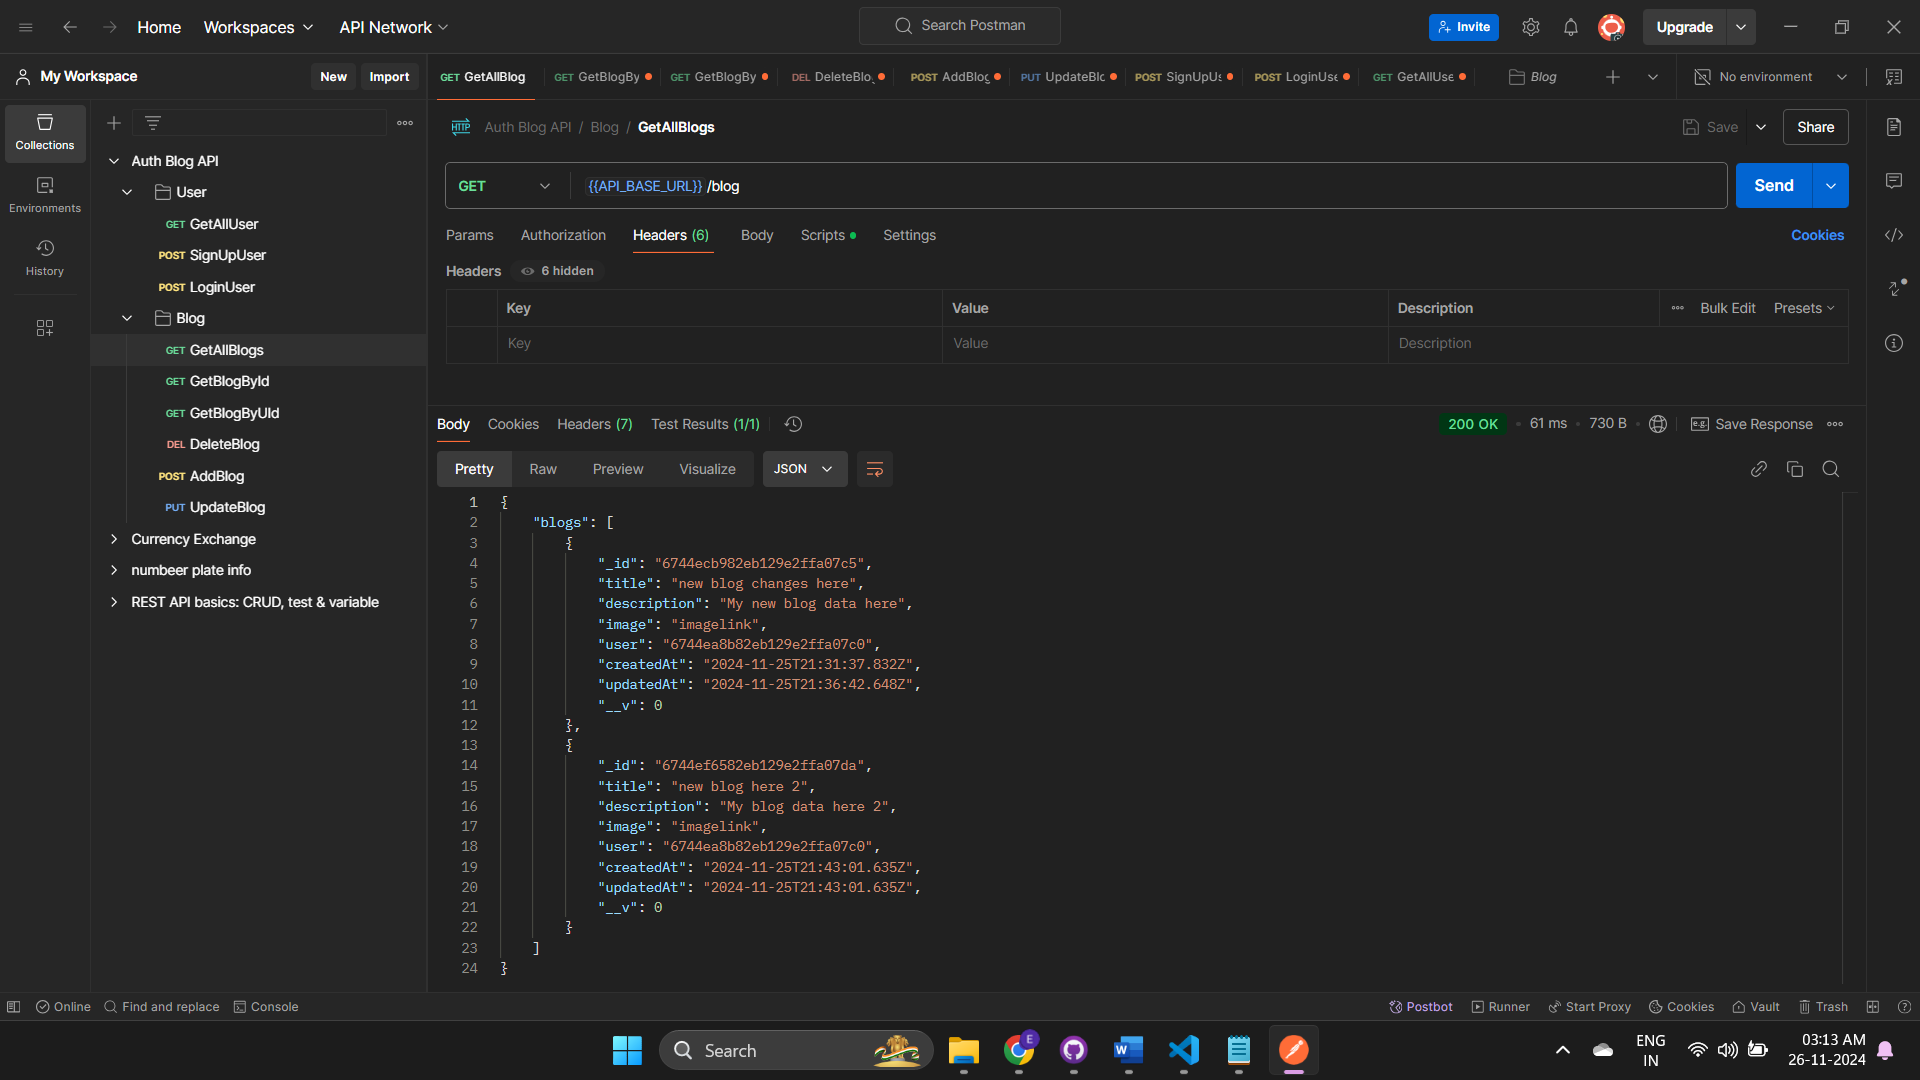 Home Workspaces API Network Search Postman Invite Upgrade
My Workspace New Import GET GetAllBlog GET GetBlogBy GET GetBlogBy DEL DeleteBlo POST AddBlog PUT UpdateBlo POST SignUpUs POST LoginUse GET GetAllUse Blog No environment
Collections
Environments
History
Auth Blog API
User
GET GetAllUser
POST SignUpUser
POST LoginUser
Blog
GET GetAllBlogs
GET GetBlogById
GET GetBlogByUId
DEL DeleteBlog
POST AddBlog
PUT UpdateBlog
Currency Exchange
numbeer plate info
REST API basics: CRUD, test & variable
HTTP Auth Blog API / Blog / GetAllBlogs Save Share
GET {{API_BASE_URL}} /blog Send
Params Authorization Headers (6) Body Scripts Settings Cookies
Headers 6 hidden
Key Value Description Bulk Edit Presets
Key Value Description
Body Cookies Headers (7) Test Results (1/1) 200 OK 61 ms 730 B e.g. Save Response
Pretty Raw Preview Visualize JSON
1 {
2 "blogs": [
3 {
4 "_id": "6744ecb982eb129e2ffa07c5",
5 "title": "new blog changes here",
6 "description": "My new blog data here",
7 "image": "imagelink",
8 "user": "6744ea8b82eb129e2ffa07c0",
9 "createdAt": "2024-11-25T21:31:37.832Z",
10 "updatedAt": "2024-11-25T21:36:42.648Z",
11 "__v": 0
12 },
13 {
14 "_id": "6744ef6582eb129e2ffa07da",
15 "title": "new blog here 2",
16 "description": "My blog data here 2",
17 "image": "imagelink",
18 "user": "6744ea8b82eb129e2ffa07c0",
19 "createdAt": "2024-11-25T21:43:01.635Z",
20 "updatedAt": "2024-11-25T21:43:01.635Z",
21 "__v": 0
22 }
23 ]
24 }
Online Find and replace Console Postbot Runner Start Proxy Cookies Vault Trash
Search E W ENG IN 03:13 AM
26-11-2024